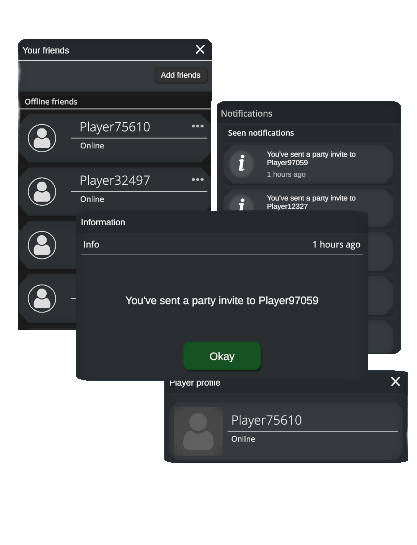 Your friends
Add friends
Offline friends
Player75610
Online
Player32497
Online
Notifications
Seen notifications
You've sent a party invite to
Player97059
1 hours ago
You've sent a party invite to
Player12327
Information
Info
1 hours ago
You've sent a party invite to Player97059
Okay
Player profile
Player75610
Online